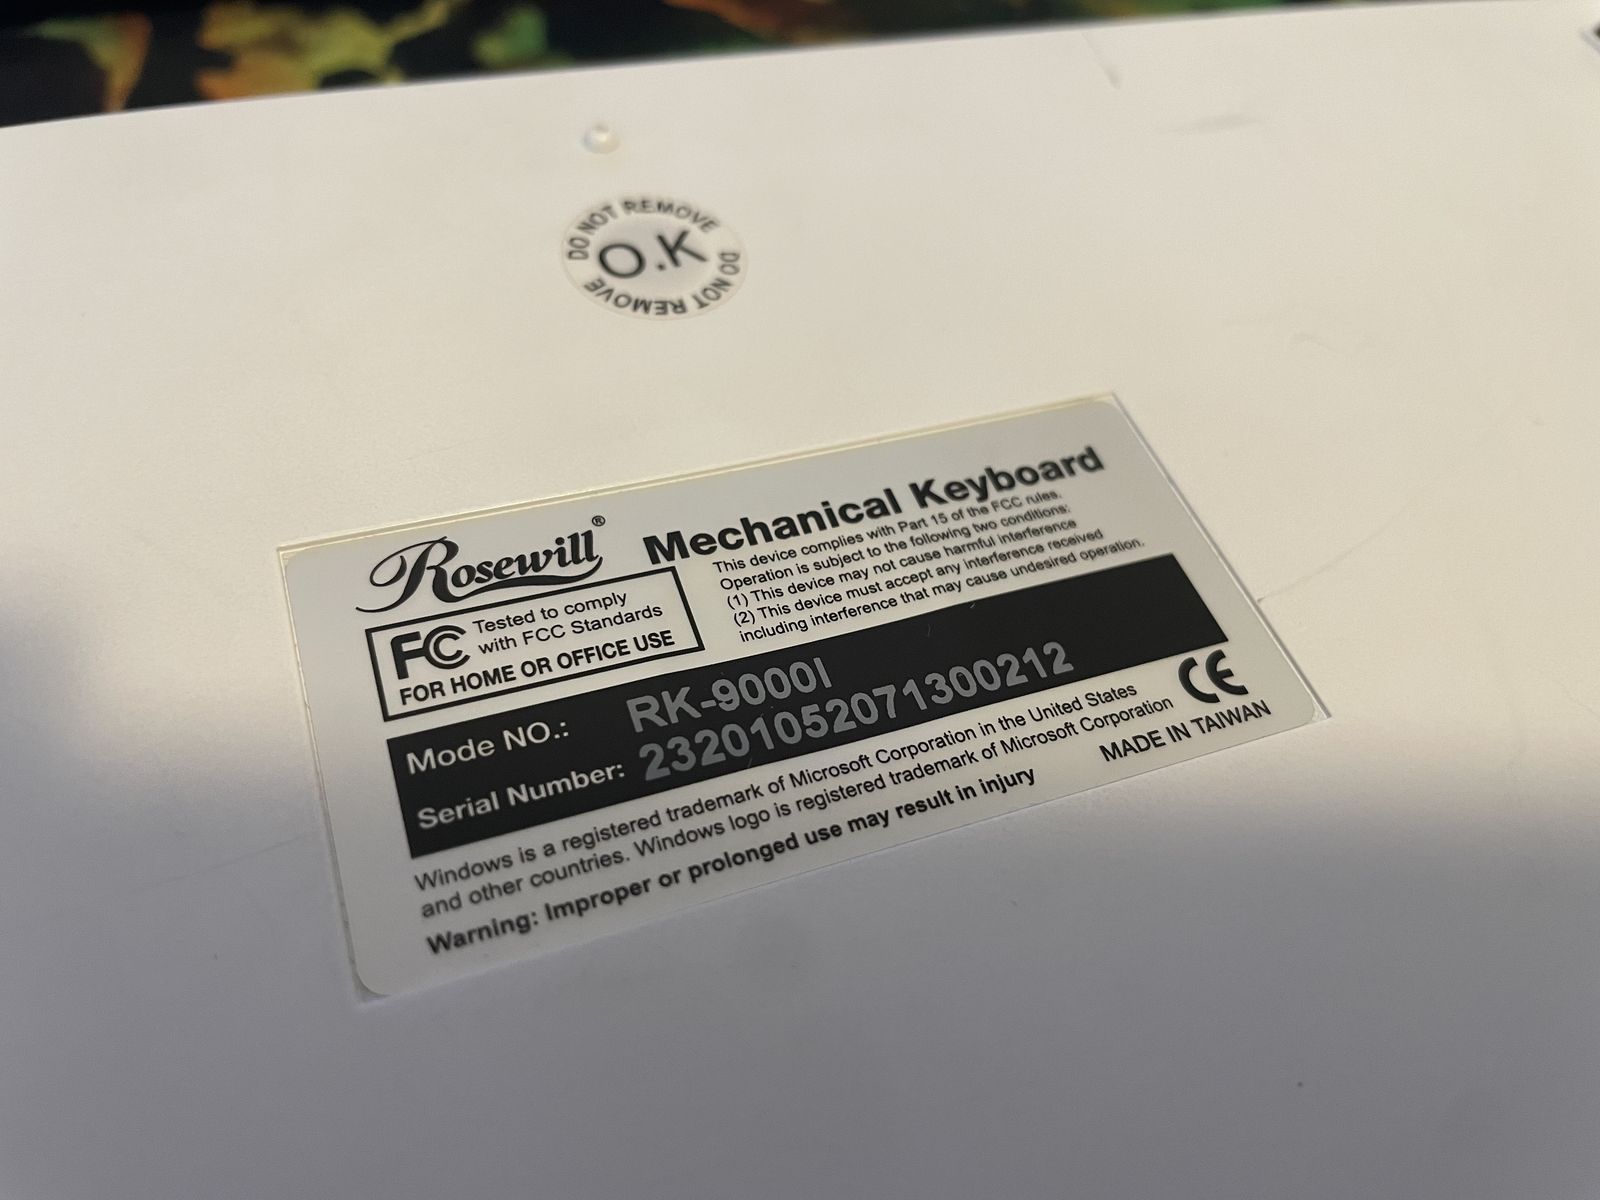 DO NOT REMOVE
O.K
DO NOT REMOVE
Rosewill®
Mechanical Keyboard
This device complies with Part 15 of the FCC rules.
Operation is subject to the following two conditions:
(1) This device may not cause harmful interference
(2) This device must accept any interference received
including interference that may cause undesired operation.
FC Tested to comply
with FCC Standards
FOR HOME OR OFFICE USE
Mode NO.: RK-9000I
Serial Number: 23201052071300212
Windows is a registered trademark of Microsoft Corporation in the United States
and other countries. Windows logo is registered trademark of Microsoft Corporation
Warning: Improper or prolonged use may result in injury
CE
MADE IN TAIWAN